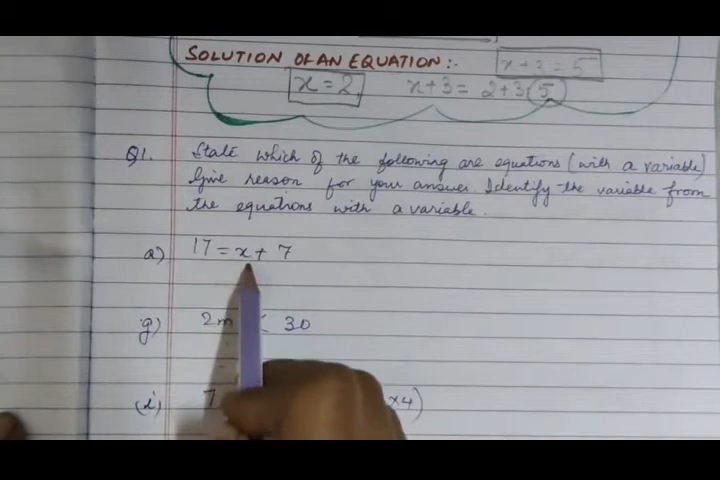 SOLUTION OF AN EQUATION :-
x + 3 = 5
x = 2
x + 3 = 2 + 3 5
Q1. State which of the following are equations (with a variable)
Give reason for your answer. Identify the variable from
the equations with a variable.
a) 17 = x + 7
g) 2m < 30
(i) 7 × 4)